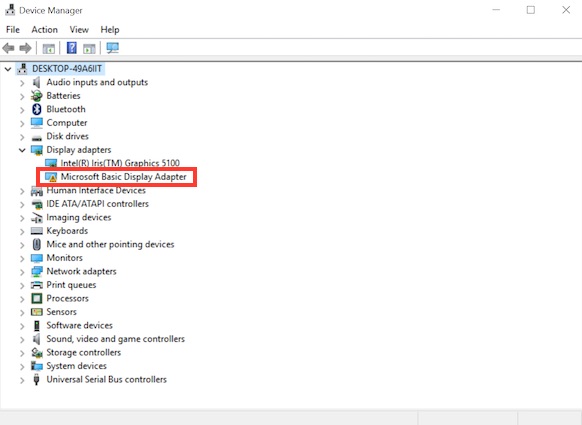 Device Manager
File Action View Help
DESKTOP-49A6IIT
Audio inputs and outputs
Batteries
Bluetooth
Computer
Disk drives
Display adapters
Intel(R) Iris(TM) Graphics 5100
Microsoft Basic Display Adapter
Human Interface Devices
IDE ATA/ATAPI controllers
Imaging devices
Keyboards
Mice and other pointing devices
Monitors
Network adapters
Print queues
Processors
Sensors
Software devices
Sound, video and game controllers
Storage controllers
System devices
Universal Serial Bus controllers